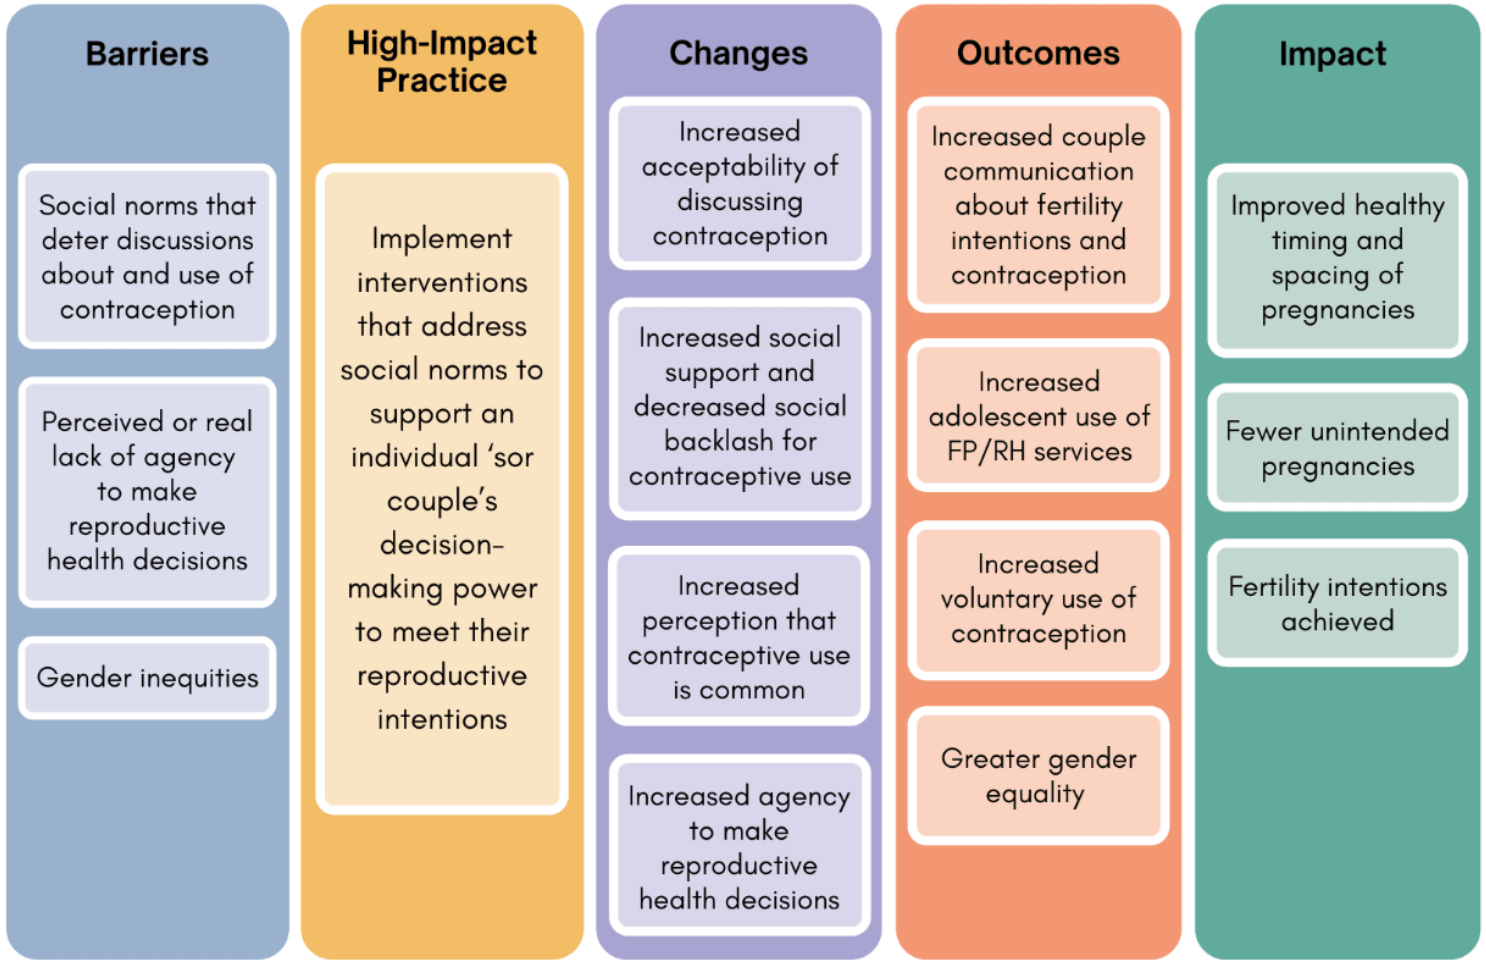 Barriers
Social norms that
deter discussions
about and use of
contraception
Perceived or real
lack of agency
to make
reproductive
health decisions
Gender inequities
High-Impact
Practice
Implement
interventions
that address
social norms to
support an
individual ‘sor
couple’s
decision-
making power
to meet their
reproductive
intentions
Changes
Increased
acceptability of
discussing
contraception
Increased social
support and
decreased social
backlash for
contraceptive use
Increased
perception that
contraceptive use
is common
Increased agency
to make
reproductive
health decisions
Outcomes
Increased couple
communication
about fertility
intentions and
contraception
Increased
adolescent use of
FP/RH services
Increased
voluntary use of
contraception
Greater gender
equality
Impact
Improved healthy
timing and
spacing of
pregnancies
Fewer unintended
pregnancies
Fertility intentions
achieved